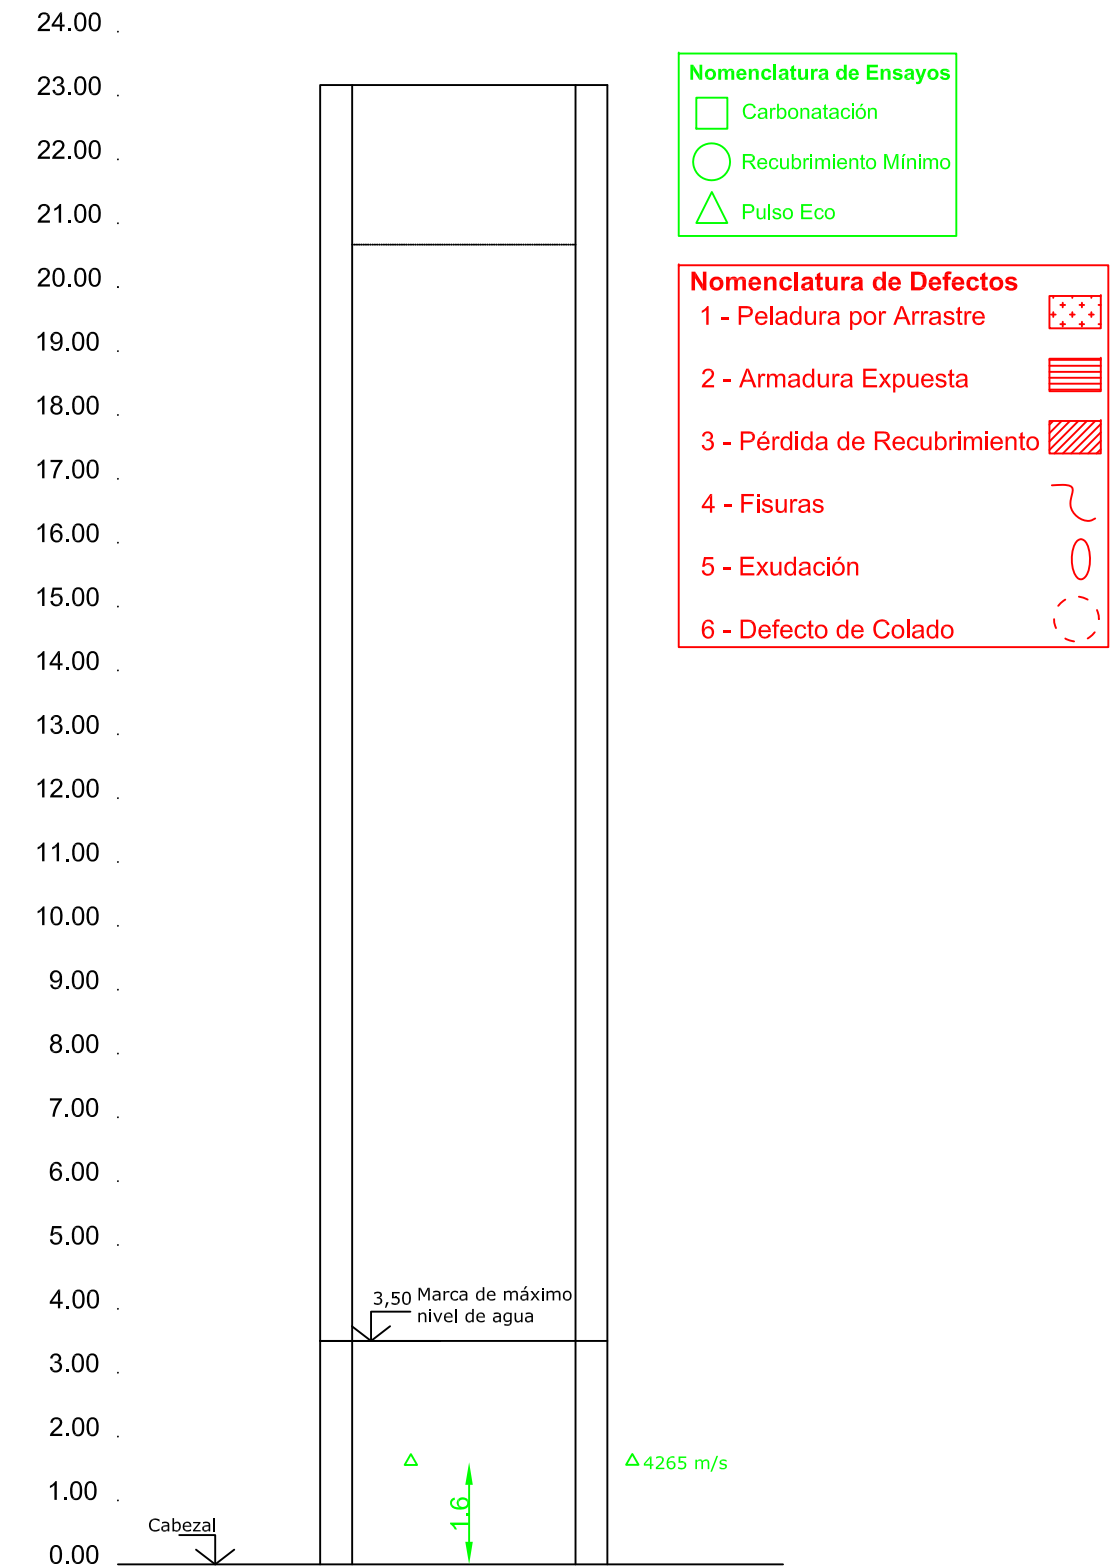 24.00
23.00
22.00
21.00
20.00
19.00
18.00
17.00
16.00
15.00
14.00
13.00
12.00
11.00
10.00
9.00
8.00
7.00
6.00
5.00
4.00
3.00
2.00
1.00
0.00
Nomenclatura de Ensayos
Carbonatación
Recubrimiento Mínimo
Pulso Eco
Nomenclatura de Defectos
1 - Peladura por Arrastre
2 - Armadura Expuesta
3 - Pérdida de Recubrimiento
4 - Fisuras
5 - Exudación
6 - Defecto de Colado
3,50 Marca de máximo
nivel de agua
4265 m/s
1.6
Cabezal